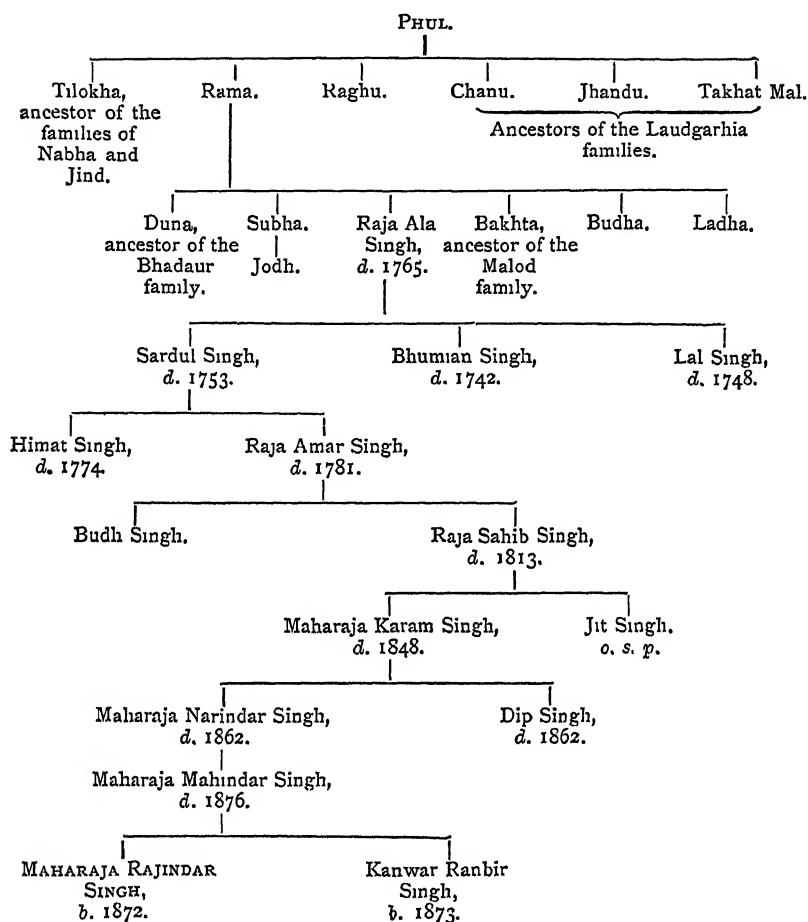 PHUL.
Tilokha, Rama. Raghu. Chanu. Jhandu. Takhat Mal.
ancestor of the
families of
Nabha and
Jind.
Ancestors of the Laudgarhia
families.
Duna, Subha. Raja Ala Bakhta, Budha. Ladha.
ancestor of the Singh, ancestor of the
Bhadaur Jodh. d. 1765. Malod
family. family.
Sardul Singh, Bhumian Singh, Lal Singh,
d. 1753. d. 1742. d. 1748.
Himat Singh, Raja Amar Singh,
d. 1774. d. 1781.
Budh Singh. Raja Sahib Singh,
d. 1813.
Maharaja Karam Singh, Jit Singh.
d. 1848. o. s. p.
Maharaja Narindar Singh, Dip Singh,
d. 1862. d. 1862.
Maharaja Mahindar Singh,
d. 1876.
MAHARAJA RAJINDAR Kanwar Ranbir
SINGH, Singh,
b. 1872. b. 1873.